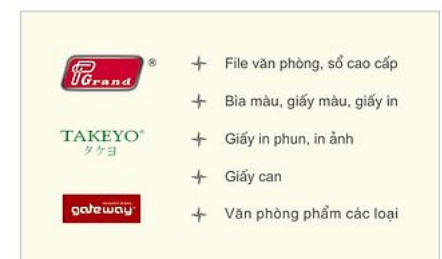 PGrand®
File văn phòng, sổ cao cấp
Bìa màu, giấy màu, giấy in
TAKEYO®
タケヨ
Giấy in phun, in ảnh
Giấy can
gateway
Văn phòng phẩm các loại